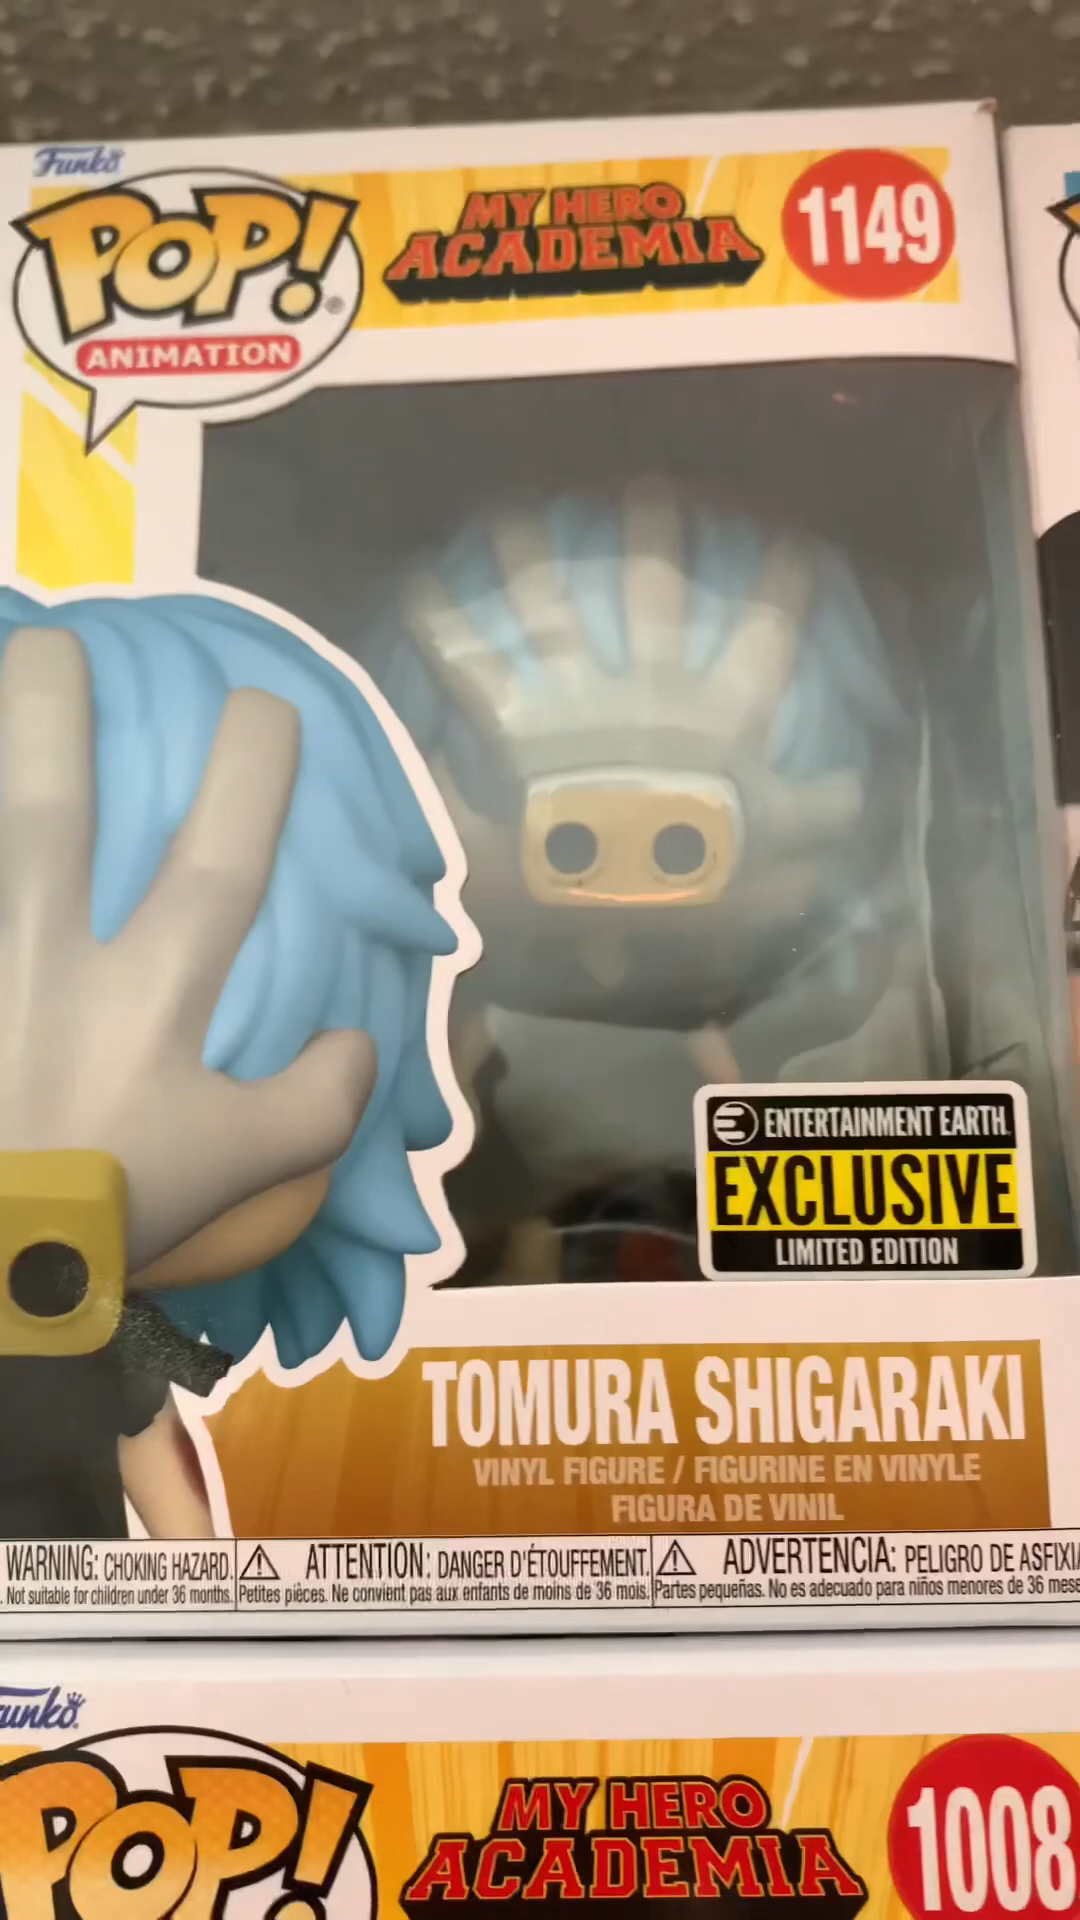 Funko
POP!
ANIMATION
MY HERO
ACADEMIA
1149
ENTERTAINMENT EARTH
EXCLUSIVE
LIMITED EDITION
TOMURA SHIGARAKI
VINYL FIGURE / FIGURINE EN VINYLE
FIGURA DE VINIL
WARNING: CHOKING HAZARD.
Not suitable for children under 36 months.
ATTENTION: DANGER D'ÉTOUFFEMENT.
Petites pièces. Ne convient pas aux enfants de moins de 36 mois.
ADVERTENCIA: PELIGRO DE ASFIXIA
Partes pequeñas. No es adecuado para niños menores de 36 mese
Funko
POP!
MY HERO
ACADEMIA
1008